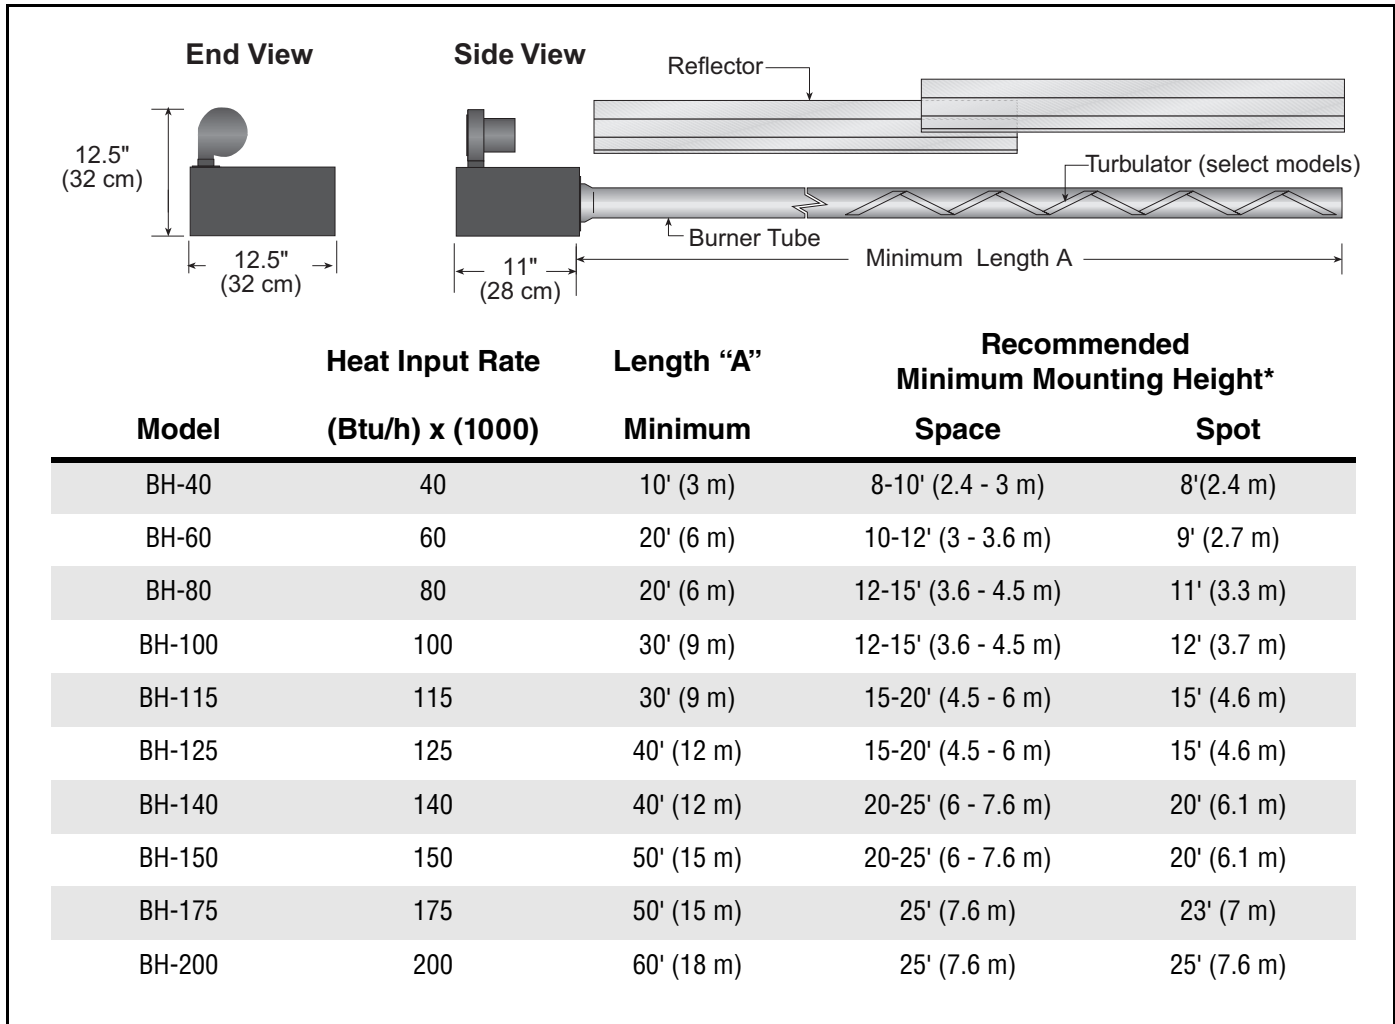 End View
Side View
Reflector
12.5"
(32 cm)
Turbulator (select models)
Burner Tube
12.5"
(32 cm)
11"
(28 cm)
Minimum Length A
Recommended
Heat Input Rate Length “A” Minimum Mounting Height*
Model (Btu/h) x (1000) Minimum Space Spot
BH-40 40 10' (3 m) 8-10' (2.4 - 3 m) 8'(2.4 m)
BH-60 60 20' (6 m) 10-12' (3 - 3.6 m) 9' (2.7 m)
BH-80 80 20' (6 m) 12-15' (3.6 - 4.5 m) 11' (3.3 m)
BH-100 100 30' (9 m) 12-15' (3.6 - 4.5 m) 12' (3.7 m)
BH-115 115 30' (9 m) 15-20' (4.5 - 6 m) 15' (4.6 m)
BH-125 125 40' (12 m) 15-20' (4.5 - 6 m) 15' (4.6 m)
BH-140 140 40' (12 m) 20-25' (6 - 7.6 m) 20' (6.1 m)
BH-150 150 50' (15 m) 20-25' (6 - 7.6 m) 20' (6.1 m)
BH-175 175 50' (15 m) 25' (7.6 m) 23' (7 m)
BH-200 200 60' (18 m) 25' (7.6 m) 25' (7.6 m)